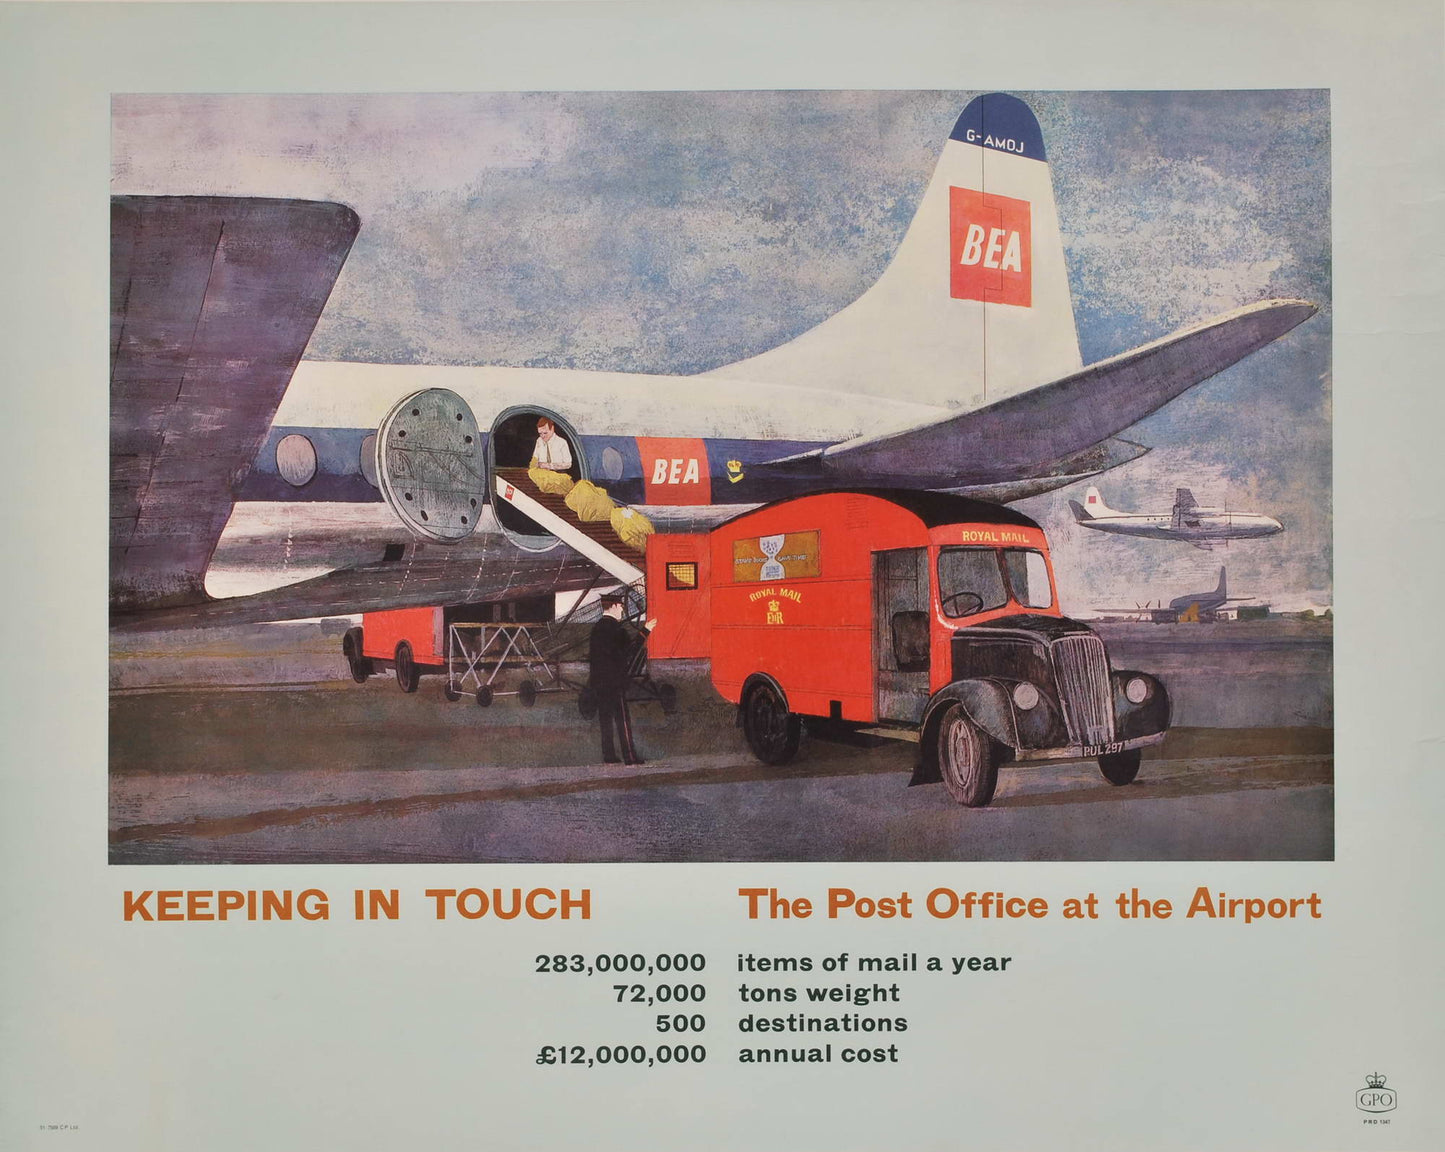 G-AMOJ
BEA
BEA
ROYAL MAIL
ROYAL MAIL
EIIR
PUL 297
KEEPING IN TOUCH The Post Office at the Airport
283,000,000 items of mail a year
72,000 tons weight
500 destinations
£12,000,000 annual cost
GPO
PRD 1347